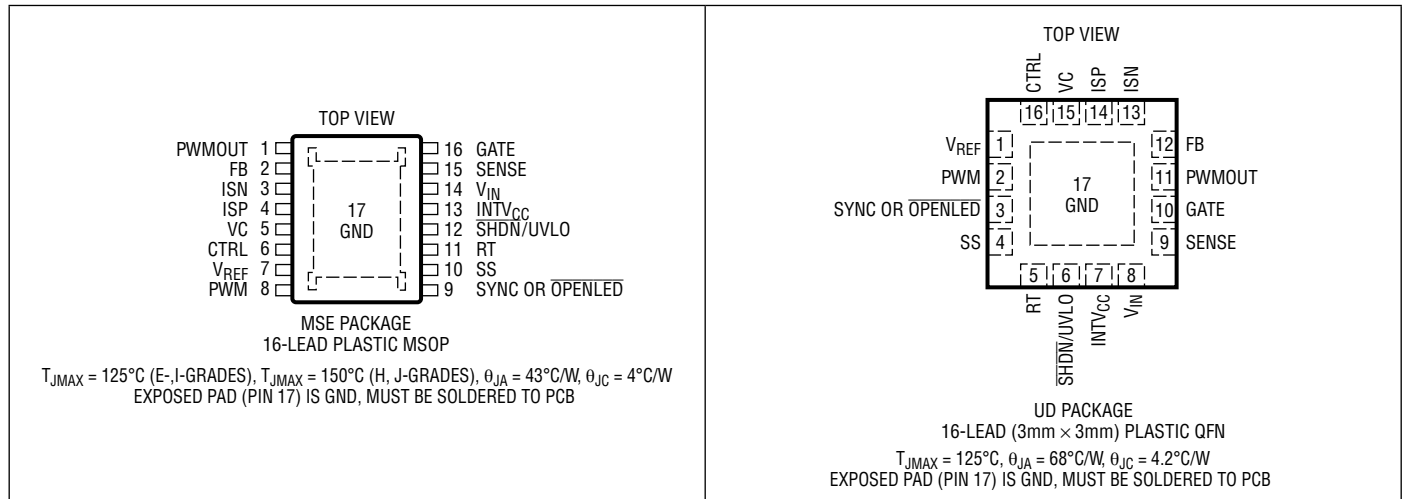 TOP VIEW
PWMOUT 1
FB 2
ISN 3
ISP 4
VC 5
CTRL 6
VREF 7
PWM 8
17
GND
16 GATE
15 SENSE
14 VIN
13 INTVCC
12 SHDN/UVLO
11 RT
10 SS
9 SYNC OR OPENLED
MSE PACKAGE
16-LEAD PLASTIC MSOP
TJMAX = 125°C (E-,I-GRADES), TJMAX = 150°C (H, J-GRADES), θJA = 43°C/W, θJC = 4°C/W
EXPOSED PAD (PIN 17) IS GND, MUST BE SOLDERED TO PCB
TOP VIEW
CTRL
VC
ISP
ISN
16 15 14 13
VREF 1
PWM 2
SYNC OR OPENLED 3
SS 4
17
GND
12 FB
11 PWMOUT
10 GATE
9 SENSE
5 6 7 8
RT
SHDN/UVLO
INTVCC
VIN
UD PACKAGE
16-LEAD (3mm × 3mm) PLASTIC QFN
TJMAX = 125°C, θJA = 68°C/W, θJC = 4.2°C/W
EXPOSED PAD (PIN 17) IS GND, MUST BE SOLDERED TO PCB